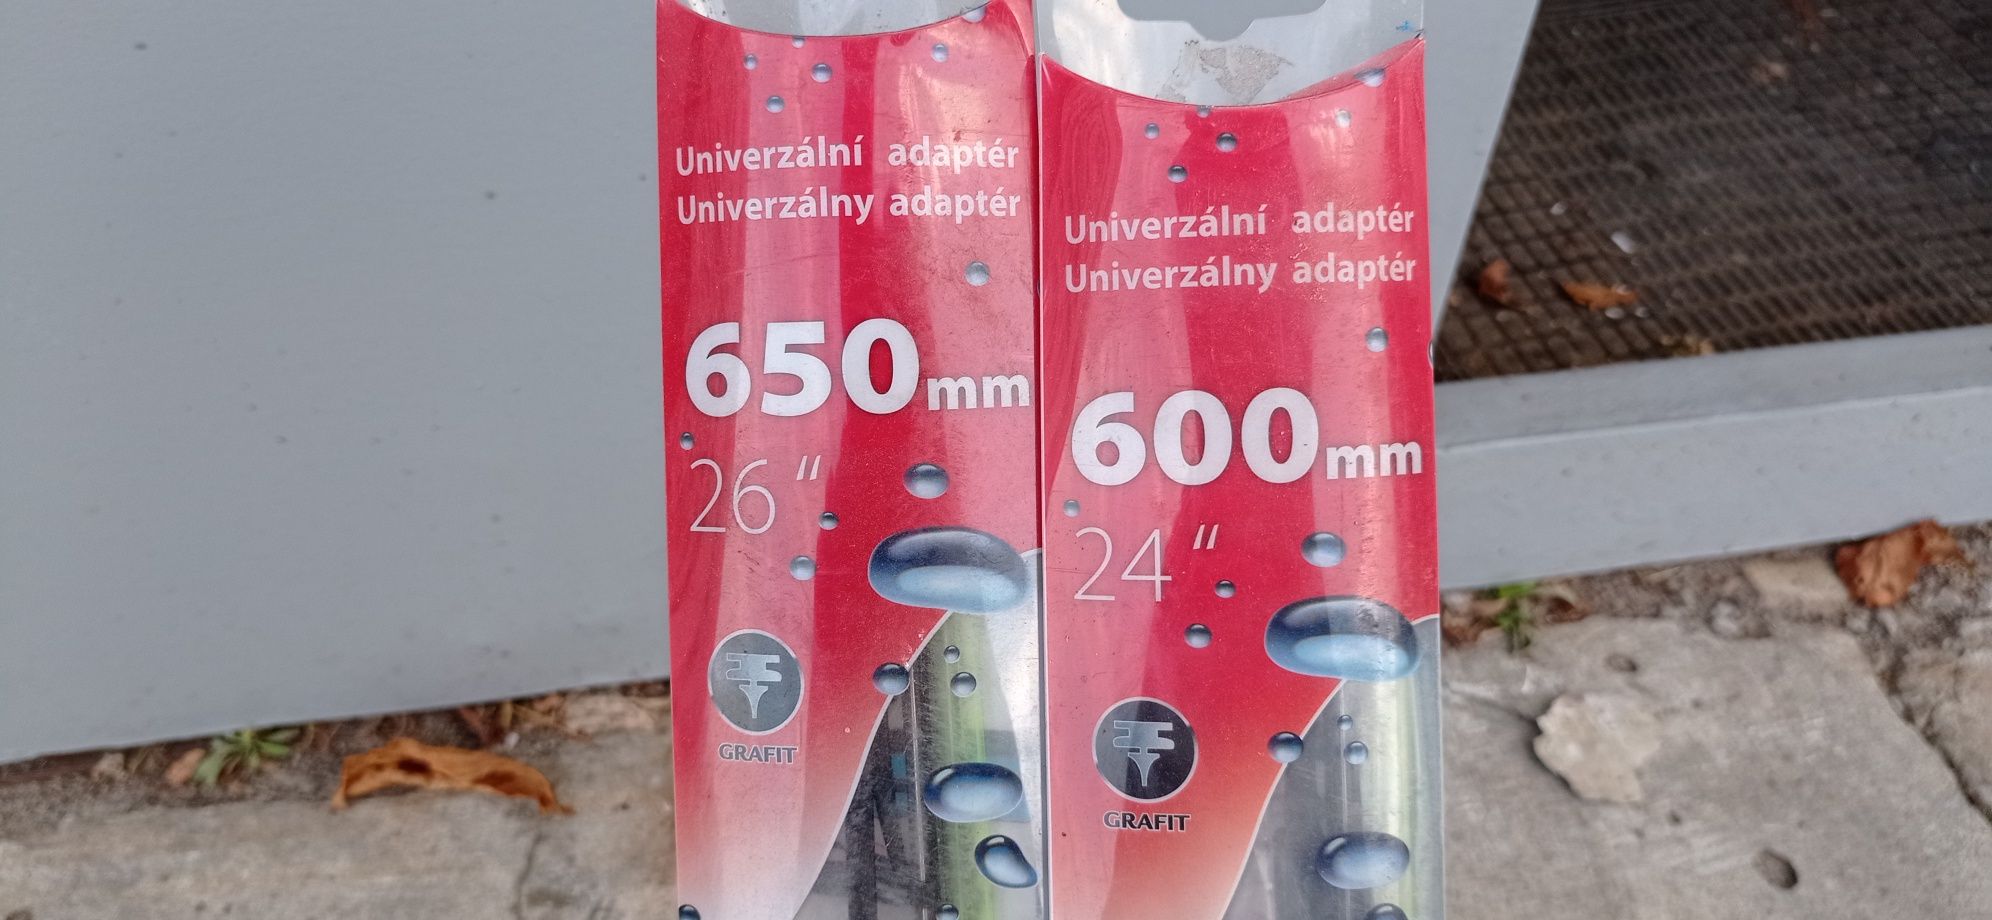 Univerzální adaptér
Univerzálny adaptér
650mm
26"
GRAFIT
Univerzální adaptér
Univerzálny adaptér
600mm
24"
GRAFIT